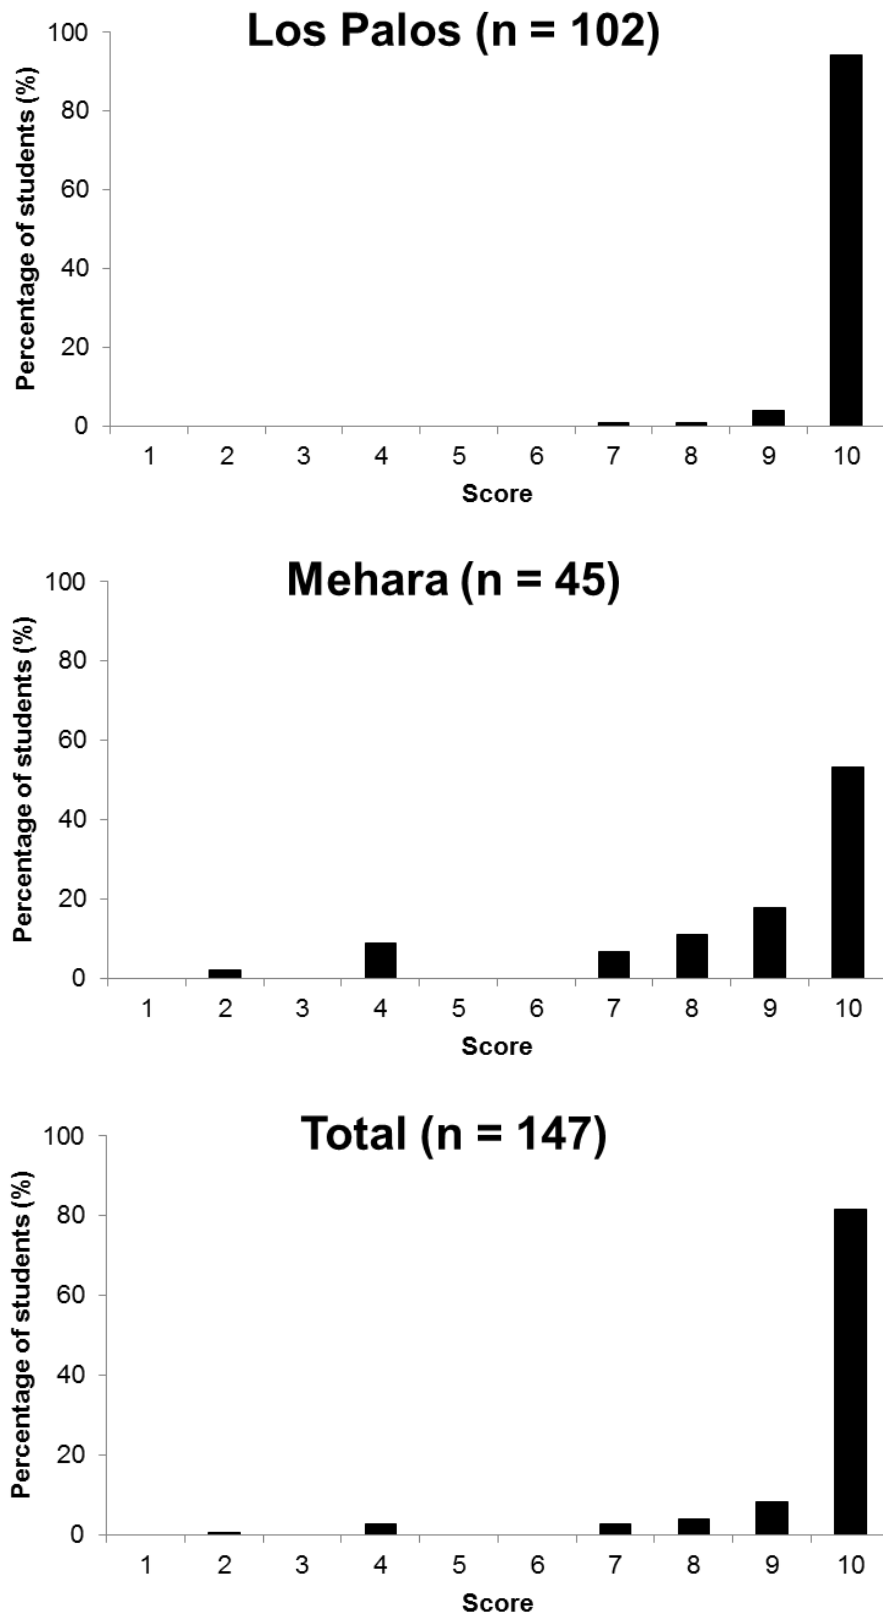 Los Palos (n = 102)
Percentage of students (%)
100
80
60
40
20
0
1 2 3 4 5 6 7 8 9 10
Score
Mehara (n = 45)
Percentage of students (%)
100
80
60
40
20
0
1 2 3 4 5 6 7 8 9 10
Score
Total (n = 147)
Percentage of students (%)
100
80
60
40
20
0
1 2 3 4 5 6 7 8 9 10
Score